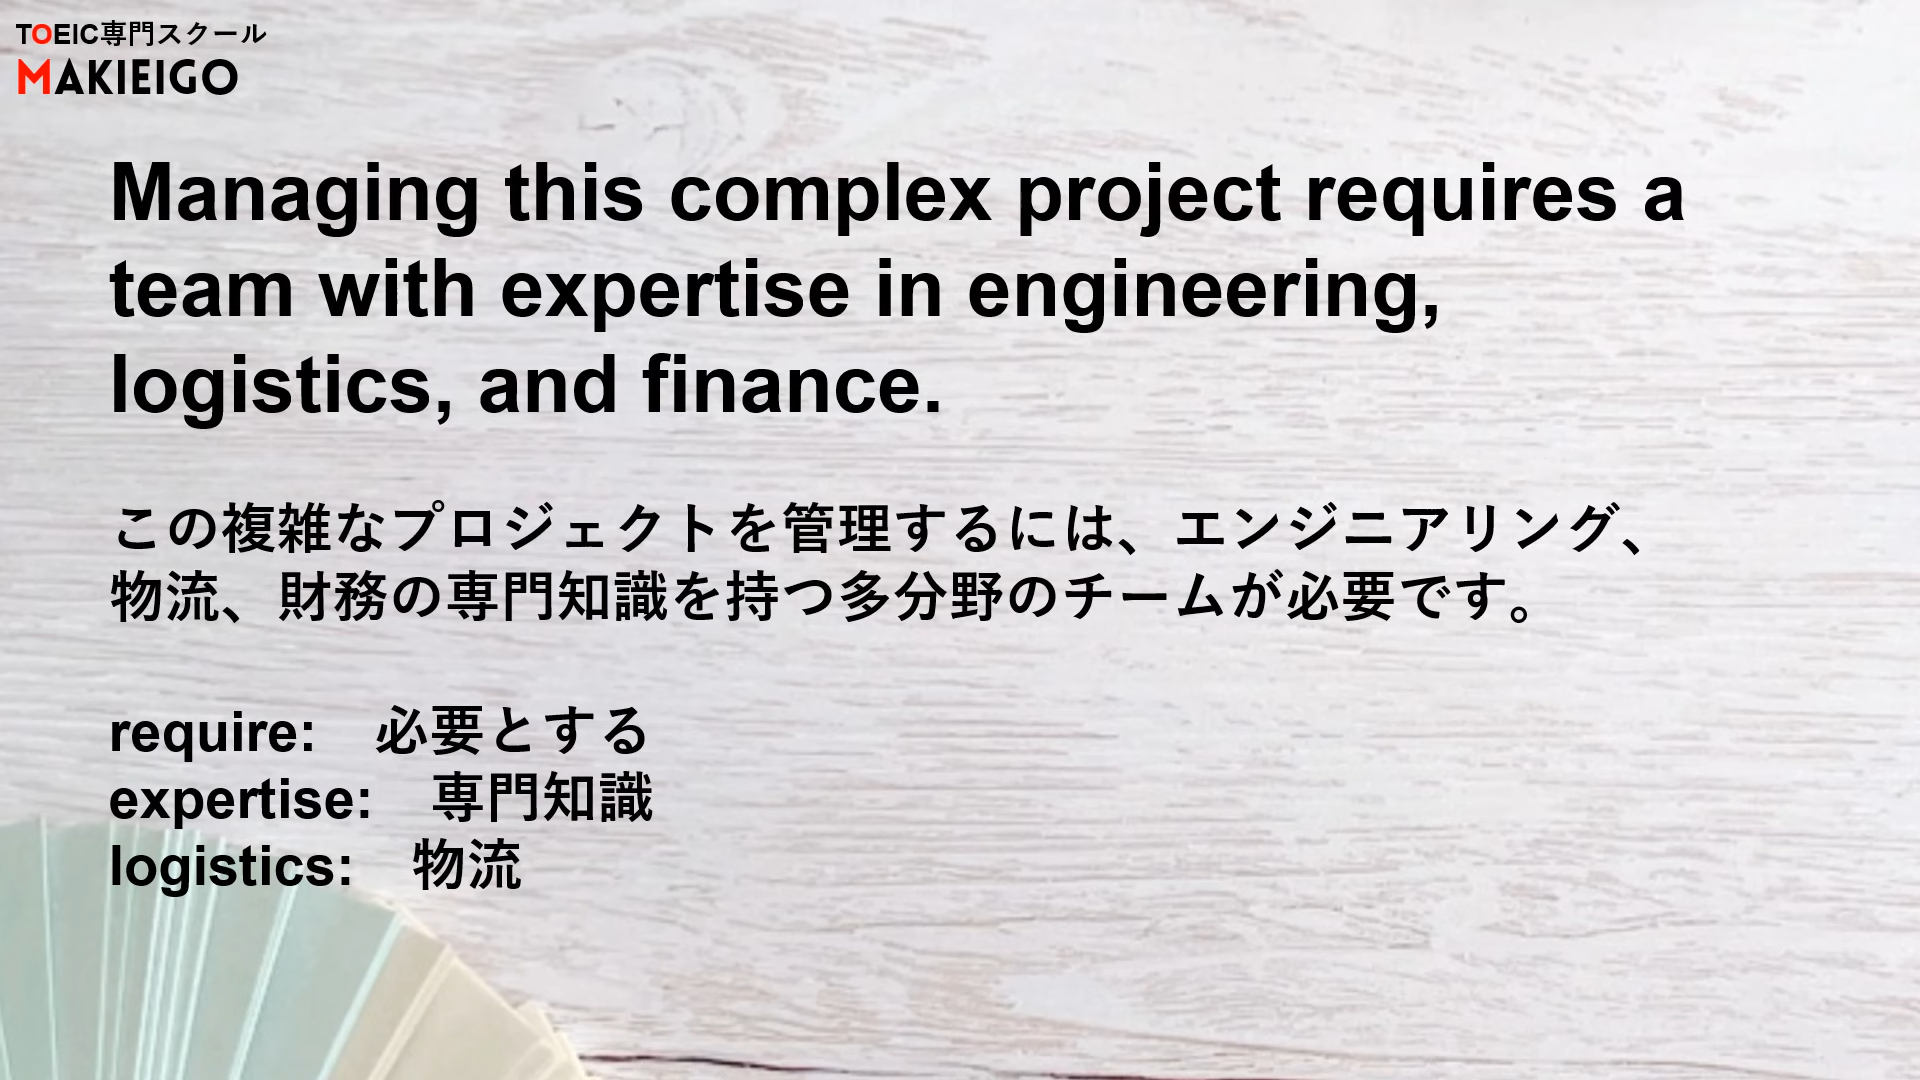 TOEIC専門スクール
MAKIEIGO
Managing this complex project requires a
team with expertise in engineering,
logistics, and finance.
この複雑なプロジェクトを管理するには、エンジニアリング、
物流、財務の専門知識を持つ多分野のチームが必要です。
require:　必要とする
expertise:　専門知識
logistics:　物流